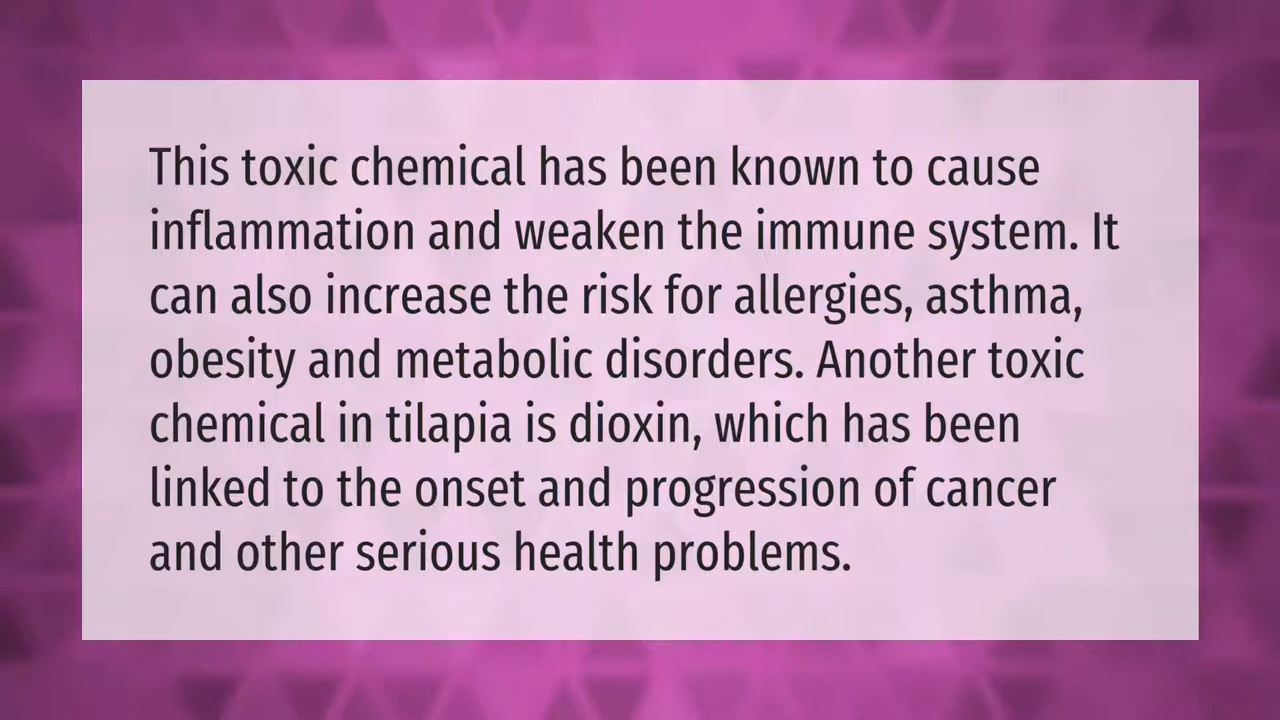 This toxic chemical has been known to cause
inflammation and weaken the immune system. It
can also increase the risk for allergies, asthma,
obesity and metabolic disorders. Another toxic
chemical in tilapia is dioxin, which has been
linked to the onset and progression of cancer
and other serious health problems.